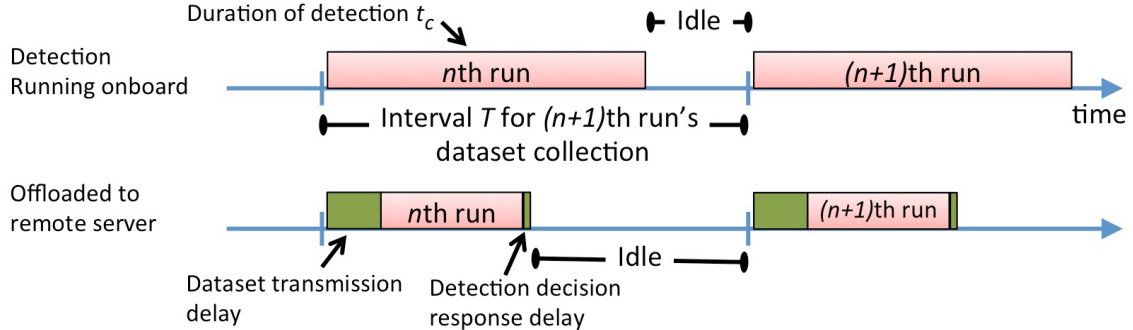 Duration of detection tc
Idle
Detection
Running onboard
nth run
(n+1)th run
time
Interval T for (n+1)th run's
dataset collection
Offloaded to
remote server
nth run
(n+1)th run
Idle
Dataset transmission
delay
Detection decision
response delay